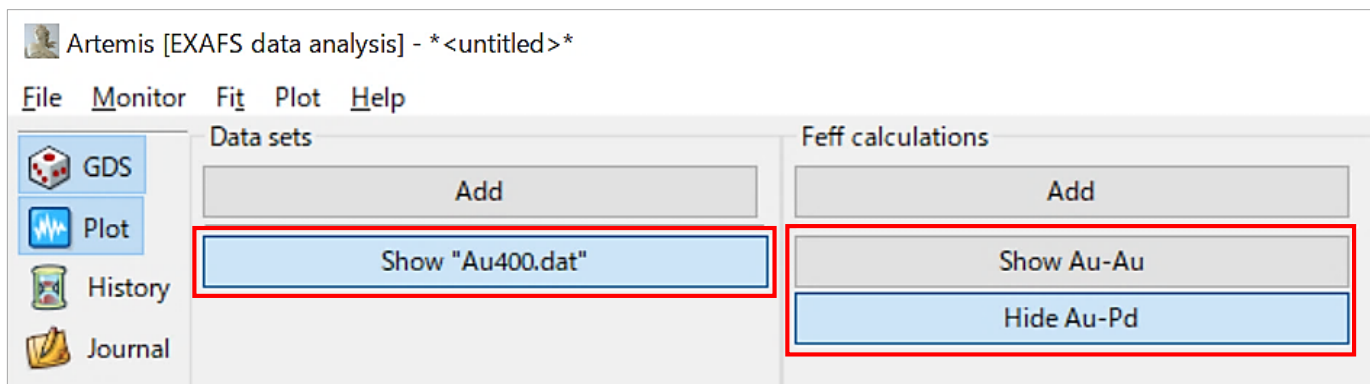 Artemis [EXAFS data analysis] - *<untitled>*
File Monitor Fit Plot Help
Data sets
Feff calculations
GDS
Add
Add
Plot
Show "Au400.dat"
Show Au-Au
History
Hide Au-Pd
Journal